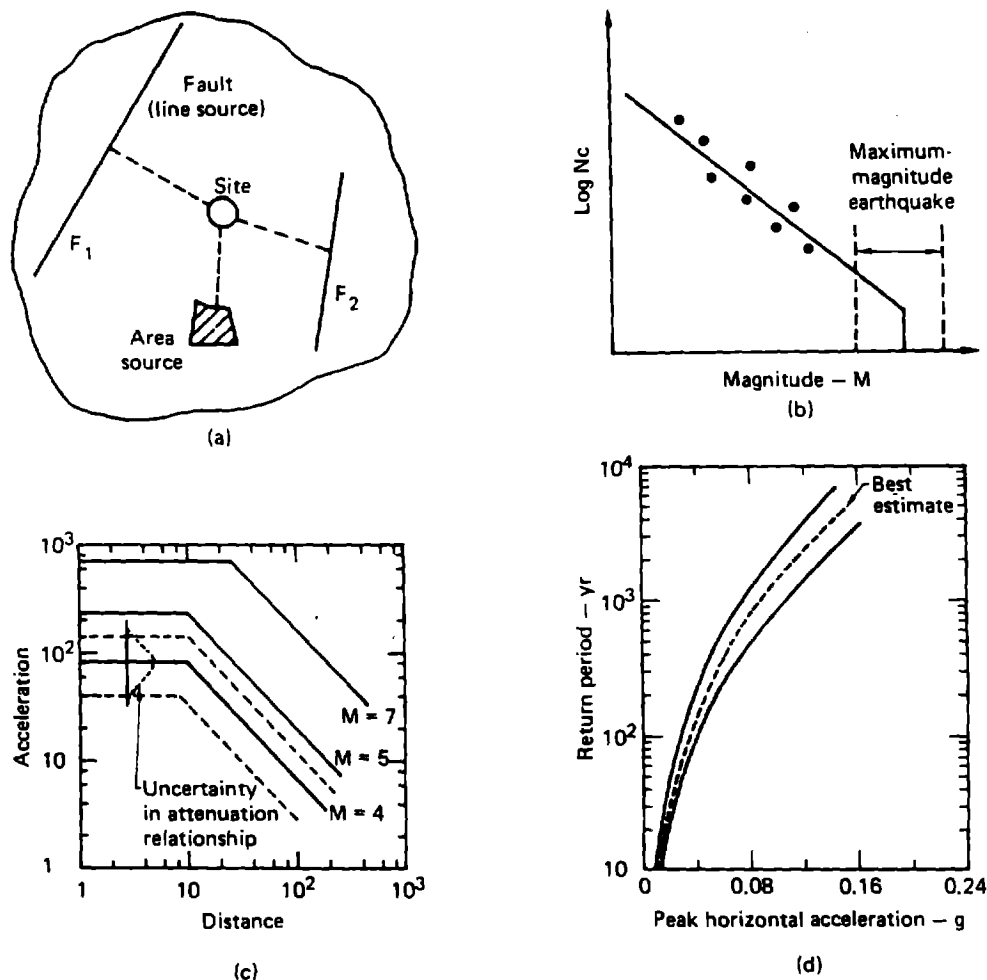 Fault
(line source)
Site
F1
F2
Area
source
(a)
Log Nc
Maximum-
magnitude
earthquake
Magnitude – M
(b)
10³
10²
10
1
Acceleration
M = 7
M = 5
M = 4
Uncertainty
in attenuation
relationship
1
10
10²
10³
Distance
(c)
10⁴
10³
10²
10
Return period – yr
Best
estimate
0
0.08
0.16
0.24
Peak horizontal acceleration – g
(d)